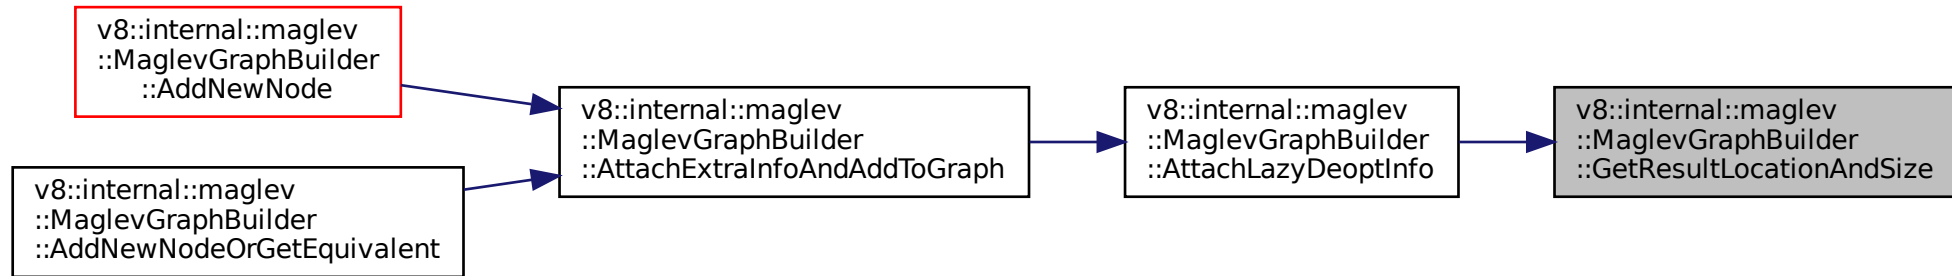 v8::internal::maglev
::MaglevGraphBuilder
::AddNewNode
v8::internal::maglev
::MaglevGraphBuilder
::AddNewNodeOrGetEquivalent
v8::internal::maglev
::MaglevGraphBuilder
::AttachExtraInfoAndAddToGraph
v8::internal::maglev
::MaglevGraphBuilder
::AttachLazyDeoptInfo
v8::internal::maglev
::MaglevGraphBuilder
::GetResultLocationAndSize